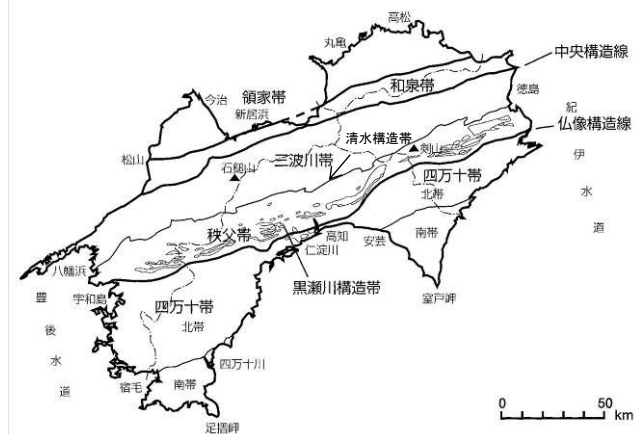 高松
丸亀
中央構造線
和泉帯
今治
領家帯
新居浜
徳島
紀
伊
水
道
仏像構造線
清水構造帯
剣山
松山
石鎚山
三波川帯
四万十帯
北帯
秩父帯
高知
安芸
南帯
仁淀川
八幡浜
黒瀬川構造帯
室戸岬
豊
後
水
道
宇和島
四万十帯
北帯
四万十川
宿毛
南帯
足摺岬
0
50
km